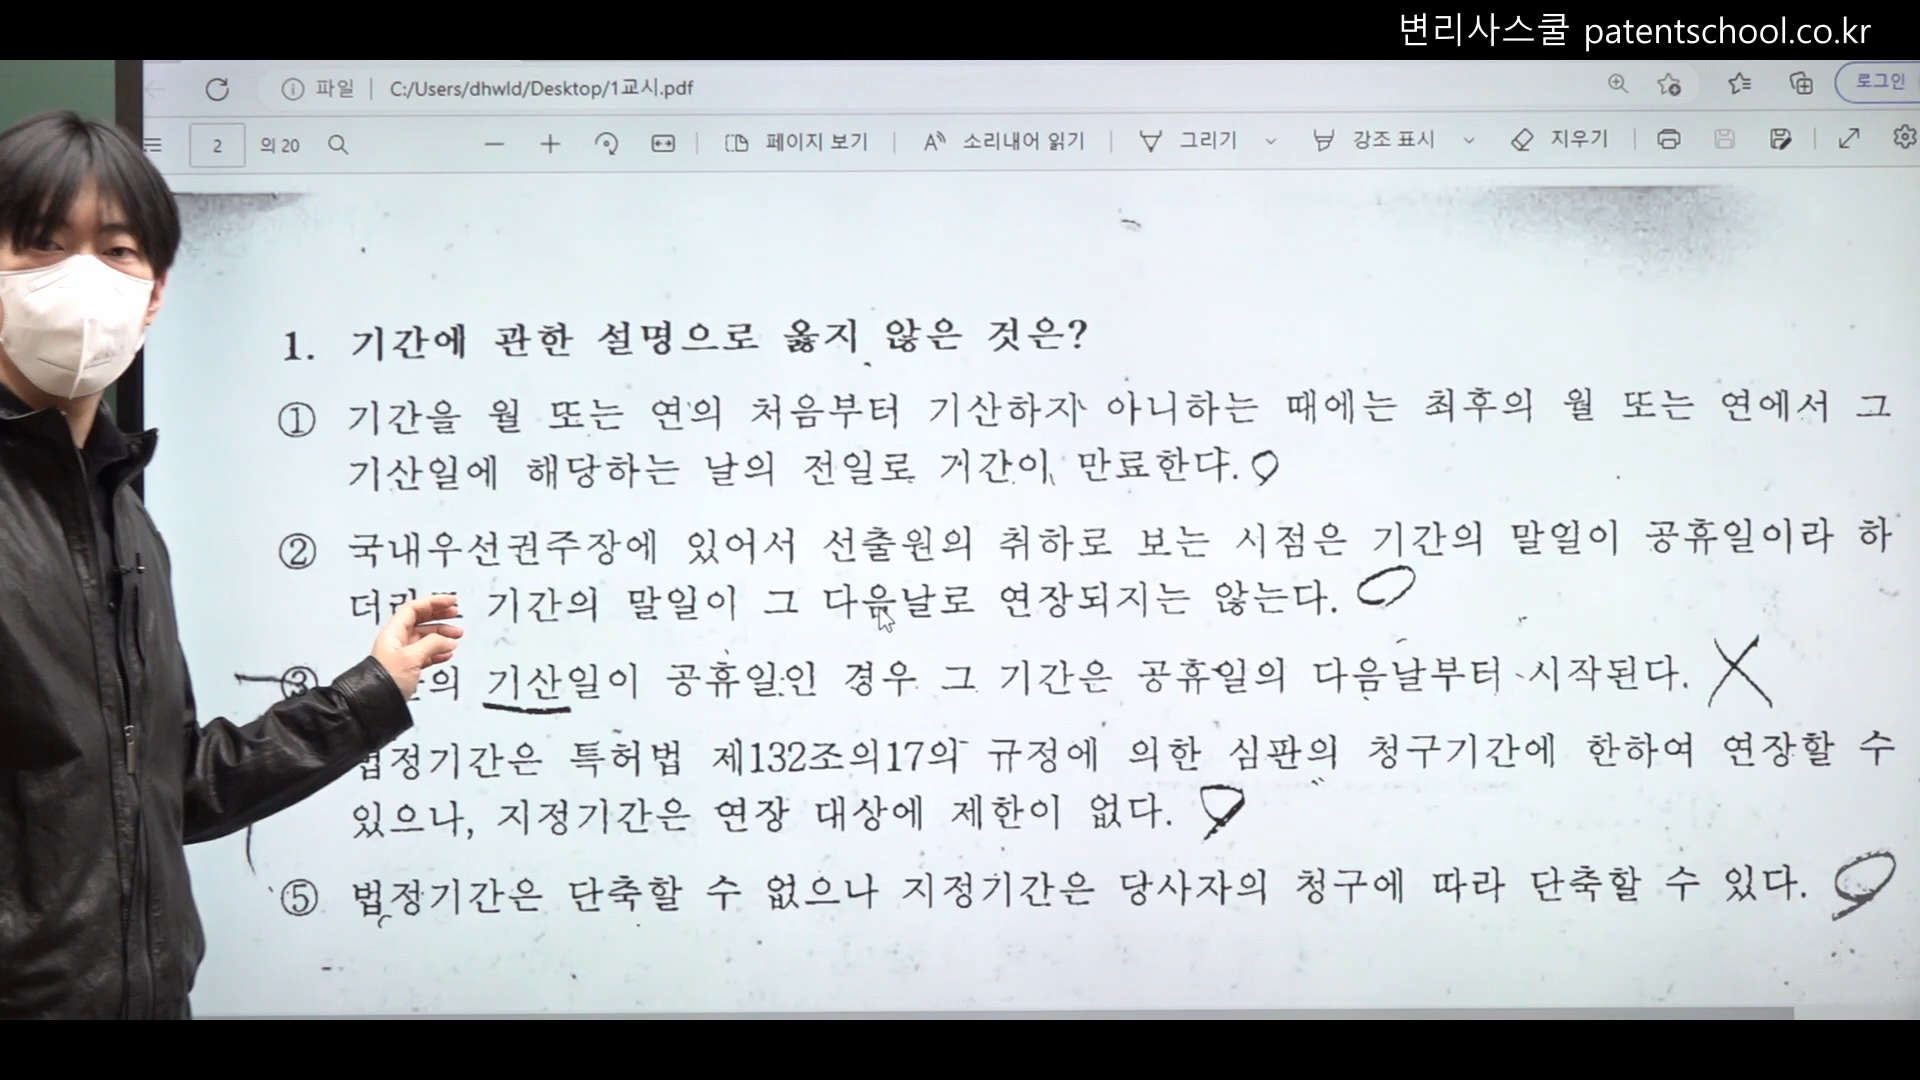 변리사스쿨 patentschool.co.kr
파일 | C:/Users/dhwld/Desktop/1교시.pdf
로그인
2 의 20 페이지 보기 소리내어 읽기 그리기 강조 표시 지우기
1. 기간에 관한 설명으로 옳지 않은 것은?
① 기간을 월 또는 연의 처음부터 기산하지 아니하는 때에는 최후의 월 또는 연에서 그
기산일에 해당하는 날의 전일로 기간이 만료한다.
② 국내우선권주장에 있어서 선출원의 취하로 보는 시점은 기간의 말일이 공휴일이라 하
기간의 말일이 그 다음날로 연장되지는 않는다.
③ 기산일이 공휴일인 경우 그 기간은 공휴일의 다음날부터 시작된다.
법정기간은 특허법 제132조의17의 규정에 의한 심판의 청구기간에 한하여 연장할 수
있으나, 지정기간은 연장 대상에 제한이 없다.
⑤ 법정기간은 단축할 수 없으나 지정기간은 당사자의 청구에 따라 단축할 수 있다.